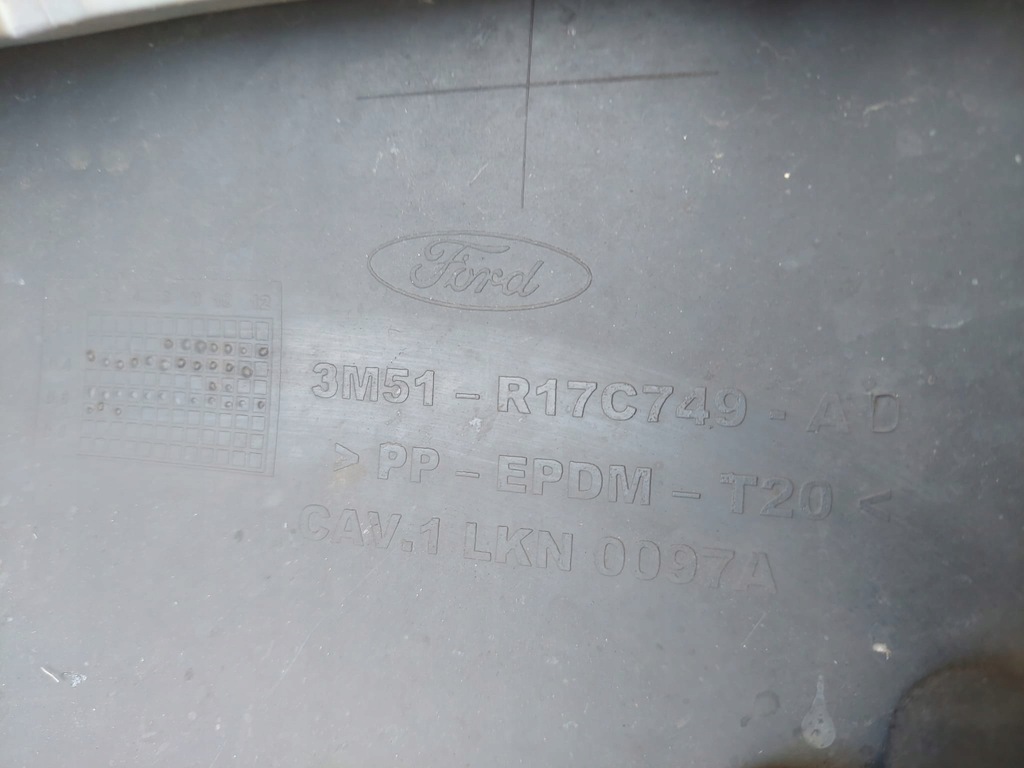 Ford
3M51 - R17C749 - AD
> PP - EPDM - T20 <
CAV.1 LKN 0097A